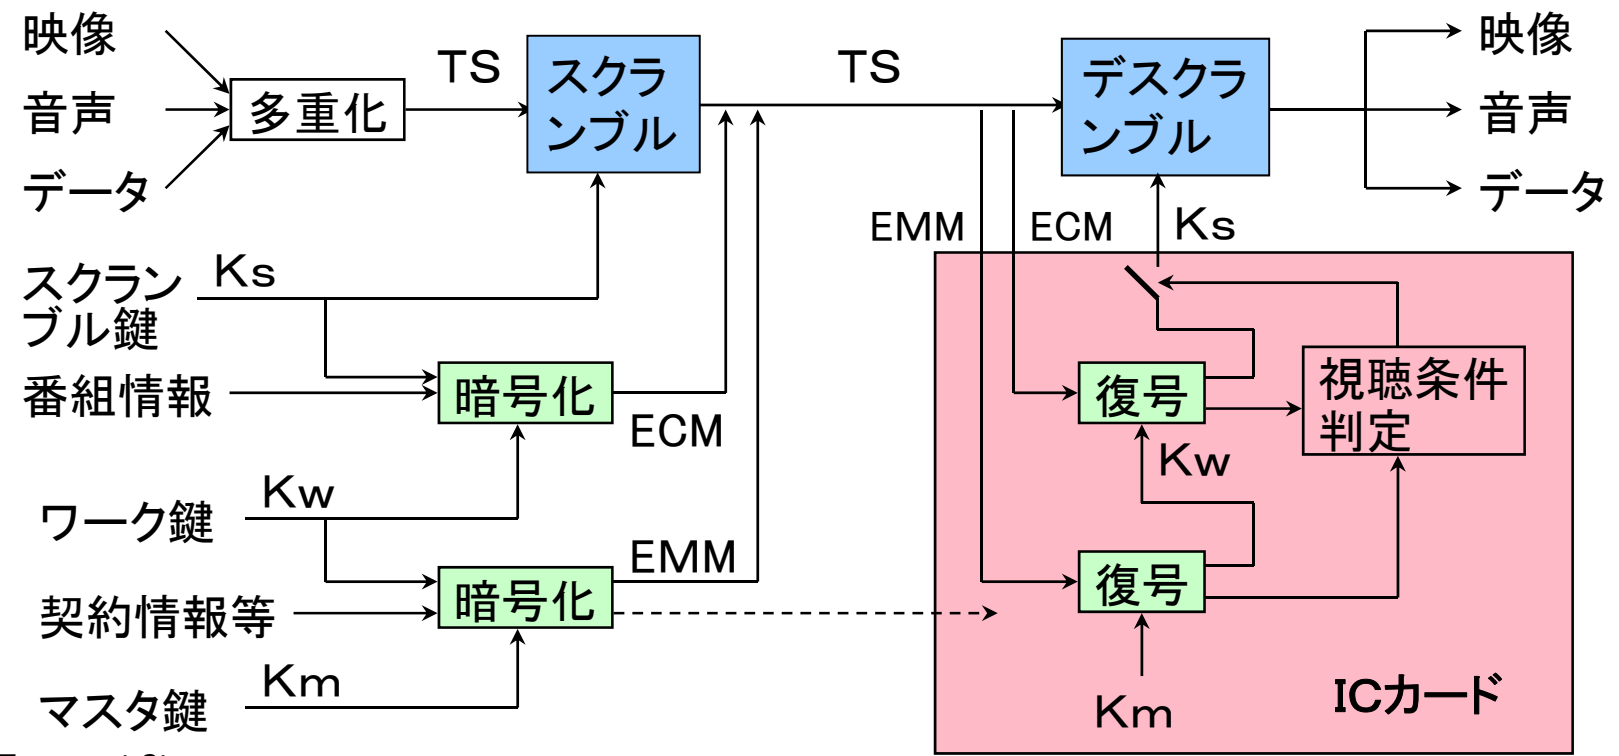 映像
音声
データ
多重化
TS
スクラ
ンブル
TS
デスクラ
ンブル
映像
音声
データ
スクラン
ブル鍵
Ks
番組情報
暗号化
ECM
ワーク鍵
Kw
契約情報等
暗号化
EMM
マスタ鍵
Km
EMM
ECM
Ks
復号
視聴条件
判定
Kw
復号
Km
ICカード